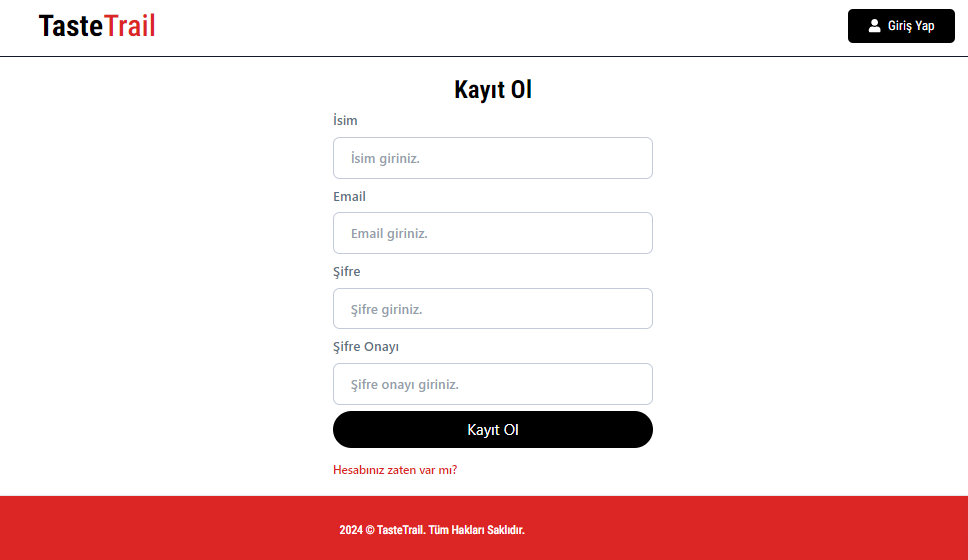 TasteTrail
Giriş Yap
Kayıt Ol
İsim
İsim giriniz.
Email
Email giriniz.
Şifre
Şifre giriniz.
Şifre Onayı
Şifre onayı giriniz.
Kayıt Ol
Hesabınız zaten var mı?
2024 © TasteTrail. Tüm Hakları Saklıdır.